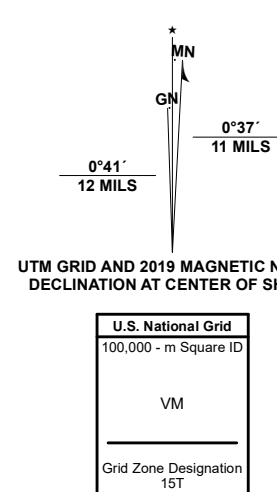 ★
MN
GN
0°37´
11 MILS
0°41´
12 MILS
UTM GRID AND 2019 MAGNETIC N
DECLINATION AT CENTER OF SH
U.S. National Grid
100,000 - m Square ID
VM
Grid Zone Designation
15T